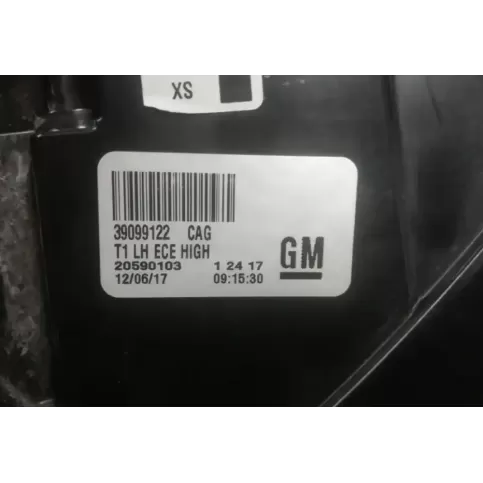 XS
39099122 CAG
T1 LH ECE HIGH
20590103 1 24 17
12/06/17 09:15:30
GM